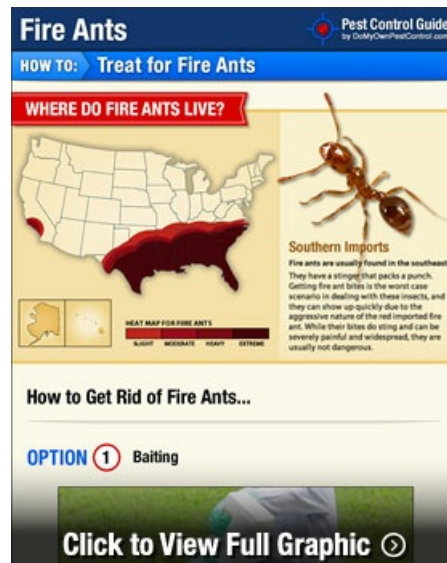 Fire Ants
Pest Control Guide
by DoMyOwnPestControl.com
HOW TO: Treat for Fire Ants
WHERE DO FIRE ANTS LIVE?
Southern Imports
Fire ants are usually found in the southeast
They have a stinger that packs a punch.
Getting fire ant bites is the worst case
scenario in dealing with these insects, and
they can show up quickly due to the
aggressive nature of the red imported fire
ant. While their bites do sting and can be
severely painful and widespread, they are
usually not dangerous.
HEAT MAP FOR FIRE ANTS
SLIGHT MODERATE HEAVY EXTREME
How to Get Rid of Fire Ants...
OPTION 1 Baiting
Click to View Full Graphic